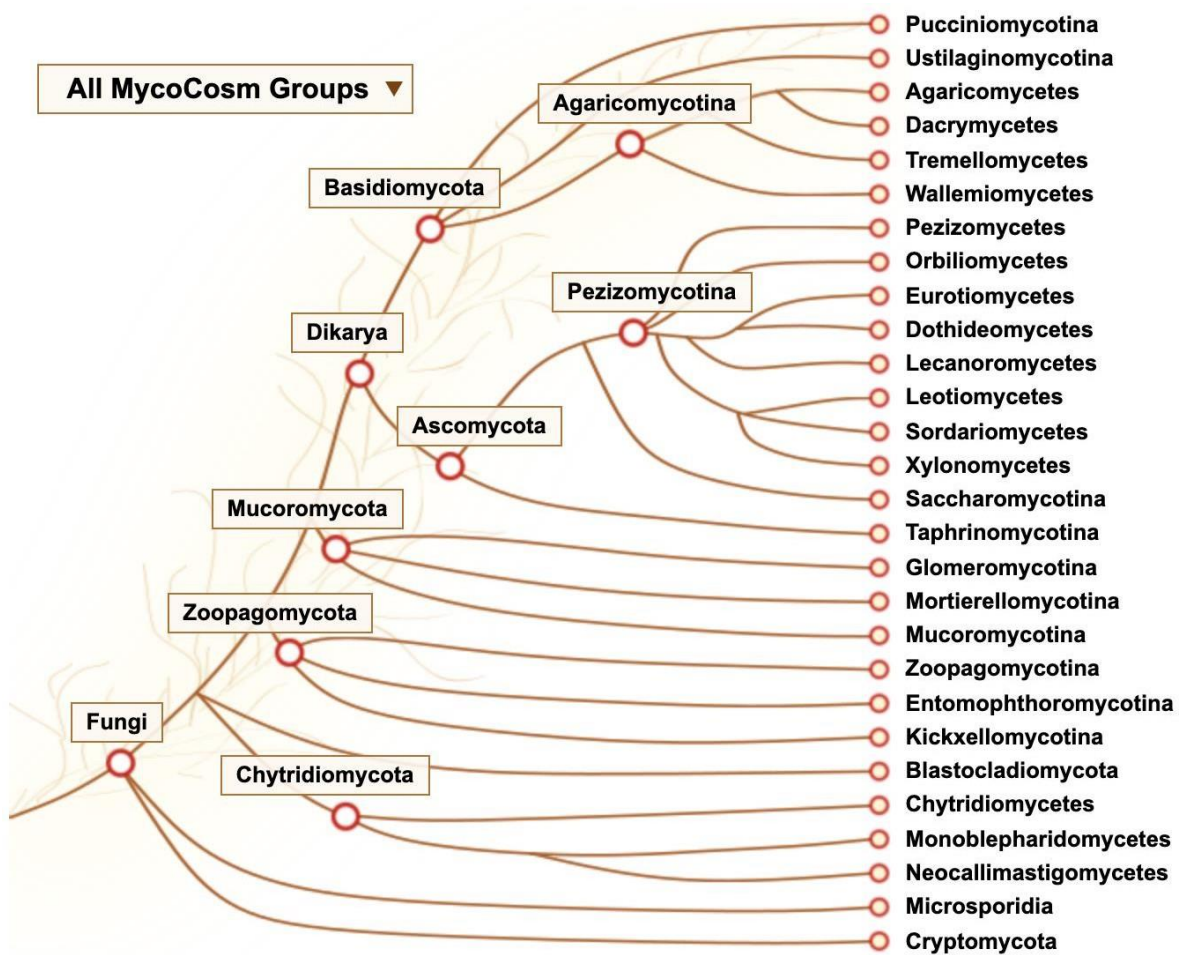 All MycoCosm Groups ▼
Pucciniomycotina
Ustilaginomycotina
Agaricomycotina
Agaricomycetes
Dacrymycetes
Tremellomycetes
Basidiomycota
Wallemiomycetes
Pezizomycetes
Orbiliomycetes
Pezizomycotina
Eurotiomycetes
Dikarya
Dothideomycetes
Lecanoromycetes
Leotiomycetes
Ascomycota
Sordariomycetes
Xylonomycetes
Saccharomycotina
Mucoromycota
Taphrinomycotina
Glomeromycotina
Mortierellomycotina
Zoopagomycota
Mucoromycotina
Zoopagomycotina
Entomophthoromycotina
Fungi
Kickxellomycotina
Blastocladiomycota
Chytridiomycota
Chytridiomycetes
Monoblepharidomycetes
Neocallimastigomycetes
Microsporidia
Cryptomycota